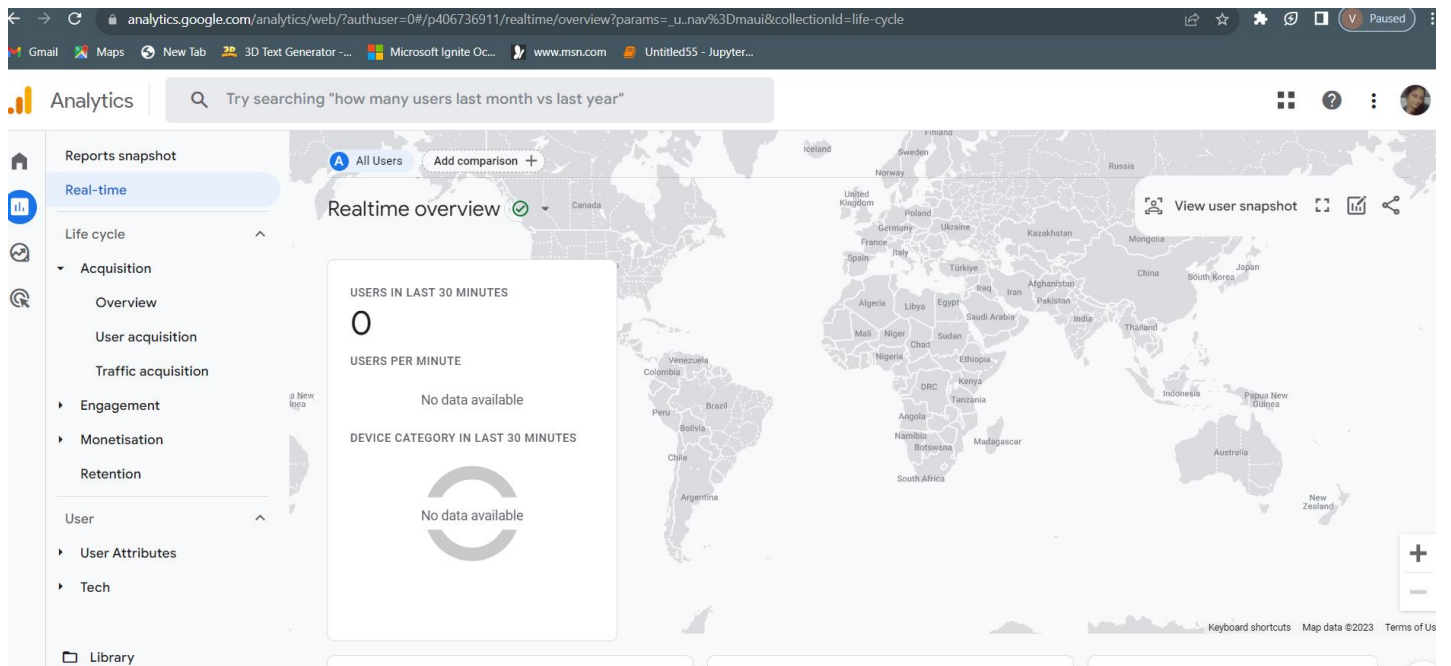 analytics.google.com/analytics/web/?authuser=0#/p406736911/realtime/overview?params=_u..nav%3Dmaui&collectionId=life-cycle
V Paused
Gmail Maps New Tab 3D Text Generator -... Microsoft Ignite Oc... www.msn.com Untitled55 - Jupyter...
Analytics
Try searching "how many users last month vs last year"
Reports snapshot
Real-time
Life cycle
Acquisition
Overview
User acquisition
Traffic acquisition
Engagement
Monetisation
Retention
User
User Attributes
Tech
Library
A All Users
Add comparison +
Realtime overview
View user snapshot
USERS IN LAST 30 MINUTES
0
USERS PER MINUTE
No data available
DEVICE CATEGORY IN LAST 30 MINUTES
No data available
Iceland
Finland
Sweden
Norway
Russia
Canada
United
Kingdom
Poland
Germany
Ukraine
France
Kazakhstan
Mongolia
Italy
Spain
Türkiye
China
South Korea
Japan
Iraq
Iran
Afghanistan
Pakistan
Algeria
Libya
Egypt
Saudi Arabia
India
Thailand
Mali
Niger
Chad
Sudan
Nigeria
Ethiopia
Venezuela
Colombia
DRC
Kenya
Tanzania
Indonesia
Papua New
Guinea
Peru
Brazil
Bolivia
Angola
Namibia
Botswana
Madagascar
Chile
South Africa
Australia
Argentina
New
Zealand
a New
inea
+
−
Keyboard shortcuts Map data ©2023 Terms of Us